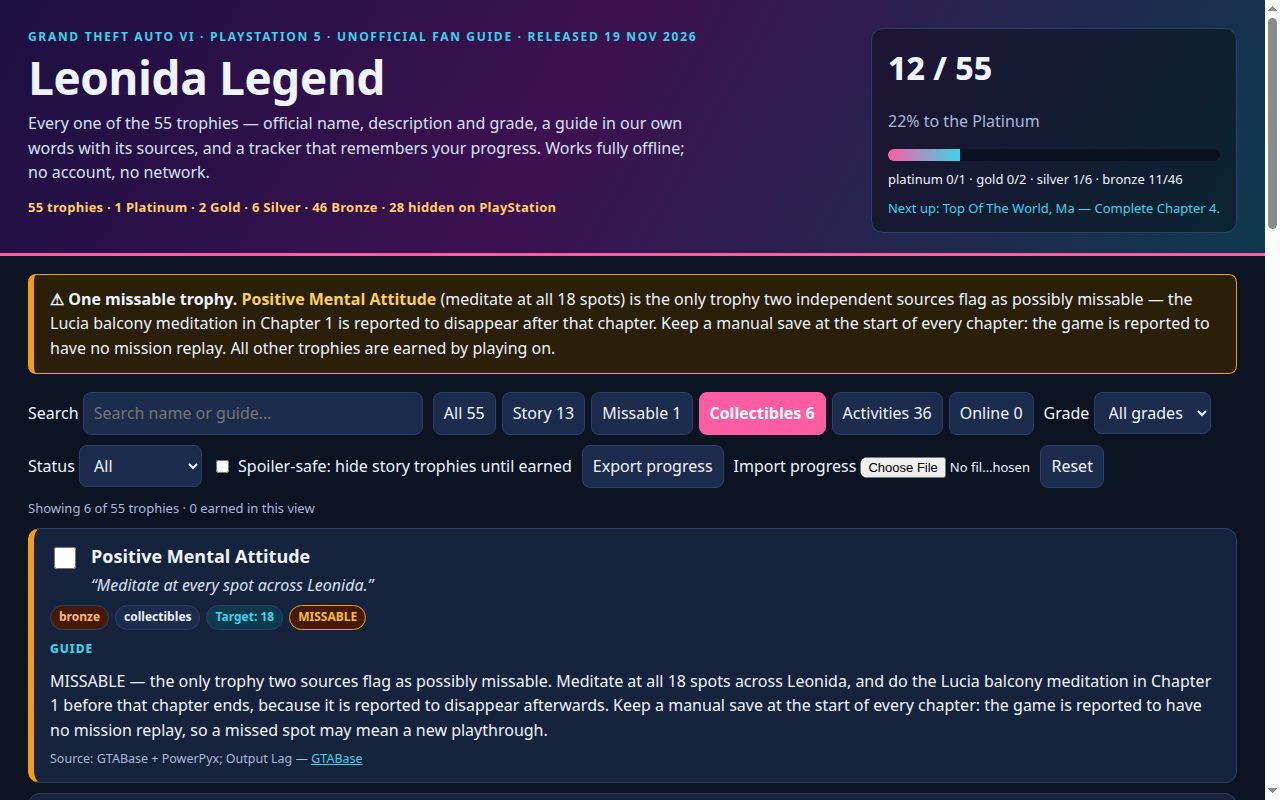 GRAND THEFT AUTO VI · PLAYSTATION 5 · UNOFFICIAL FAN GUIDE · RELEASED 19 NOV 2026
Leonida Legend
Every one of the 55 trophies — official name, description and grade, a guide in our own
words with its sources, and a tracker that remembers your progress. Works fully offline;
no account, no network.
55 trophies · 1 Platinum · 2 Gold · 6 Silver · 46 Bronze · 28 hidden on PlayStation
12 / 55
22% to the Platinum
platinum 0/1 · gold 0/2 · silver 1/6 · bronze 11/46
Next up: Top Of The World, Ma — Complete Chapter 4.
⚠ One missable trophy. Positive Mental Attitude (meditate at all 18 spots) is the only trophy two independent sources flag as possibly missable — the
Lucia balcony meditation in Chapter 1 is reported to disappear after that chapter. Keep a manual save at the start of every chapter: the game is reported to
have no mission replay. All other trophies are earned by playing on.
Search Search name or guide... All 55 Story 13 Missable 1 Collectibles 6 Activities 36 Online 0 Grade All grades
Status All Spoiler-safe: hide story trophies until earned Export progress Import progress Choose File No fil...hosen Reset
Showing 6 of 55 trophies · 0 earned in this view
Positive Mental Attitude
“Meditate at every spot across Leonida.”
bronze collectibles Target: 18 MISSABLE
GUIDE
MISSABLE — the only trophy two sources flag as possibly missable. Meditate at all 18 spots across Leonida, and do the Lucia balcony meditation in Chapter
1 before that chapter ends, because it is reported to disappear afterwards. Keep a manual save at the start of every chapter: the game is reported to have
no mission replay, so a missed spot may mean a new playthrough.
Source: GTABase + PowerPyx; Output Lag — GTABase